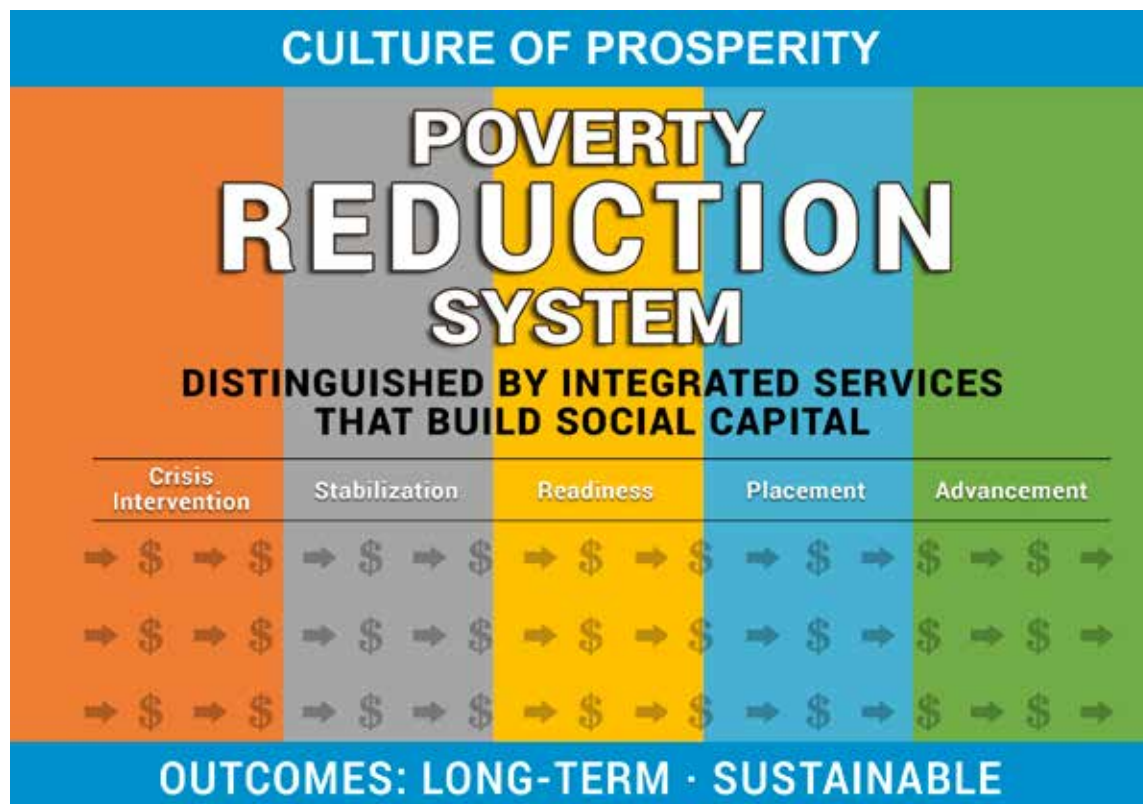 CULTURE OF PROSPERITY
POVERTY
REDUCTION
SYSTEM
DISTINGUISHED BY INTEGRATED SERVICES
THAT BUILD SOCIAL CAPITAL
Crisis
Intervention
Stabilization
Readiness
Placement
Advancement
$ $ $ $ $ $ $ $ $
$ $ $ $ $ $ $ $ $
$ $ $ $ $ $ $ $ $
OUTCOMES: LONG-TERM · SUSTAINABLE